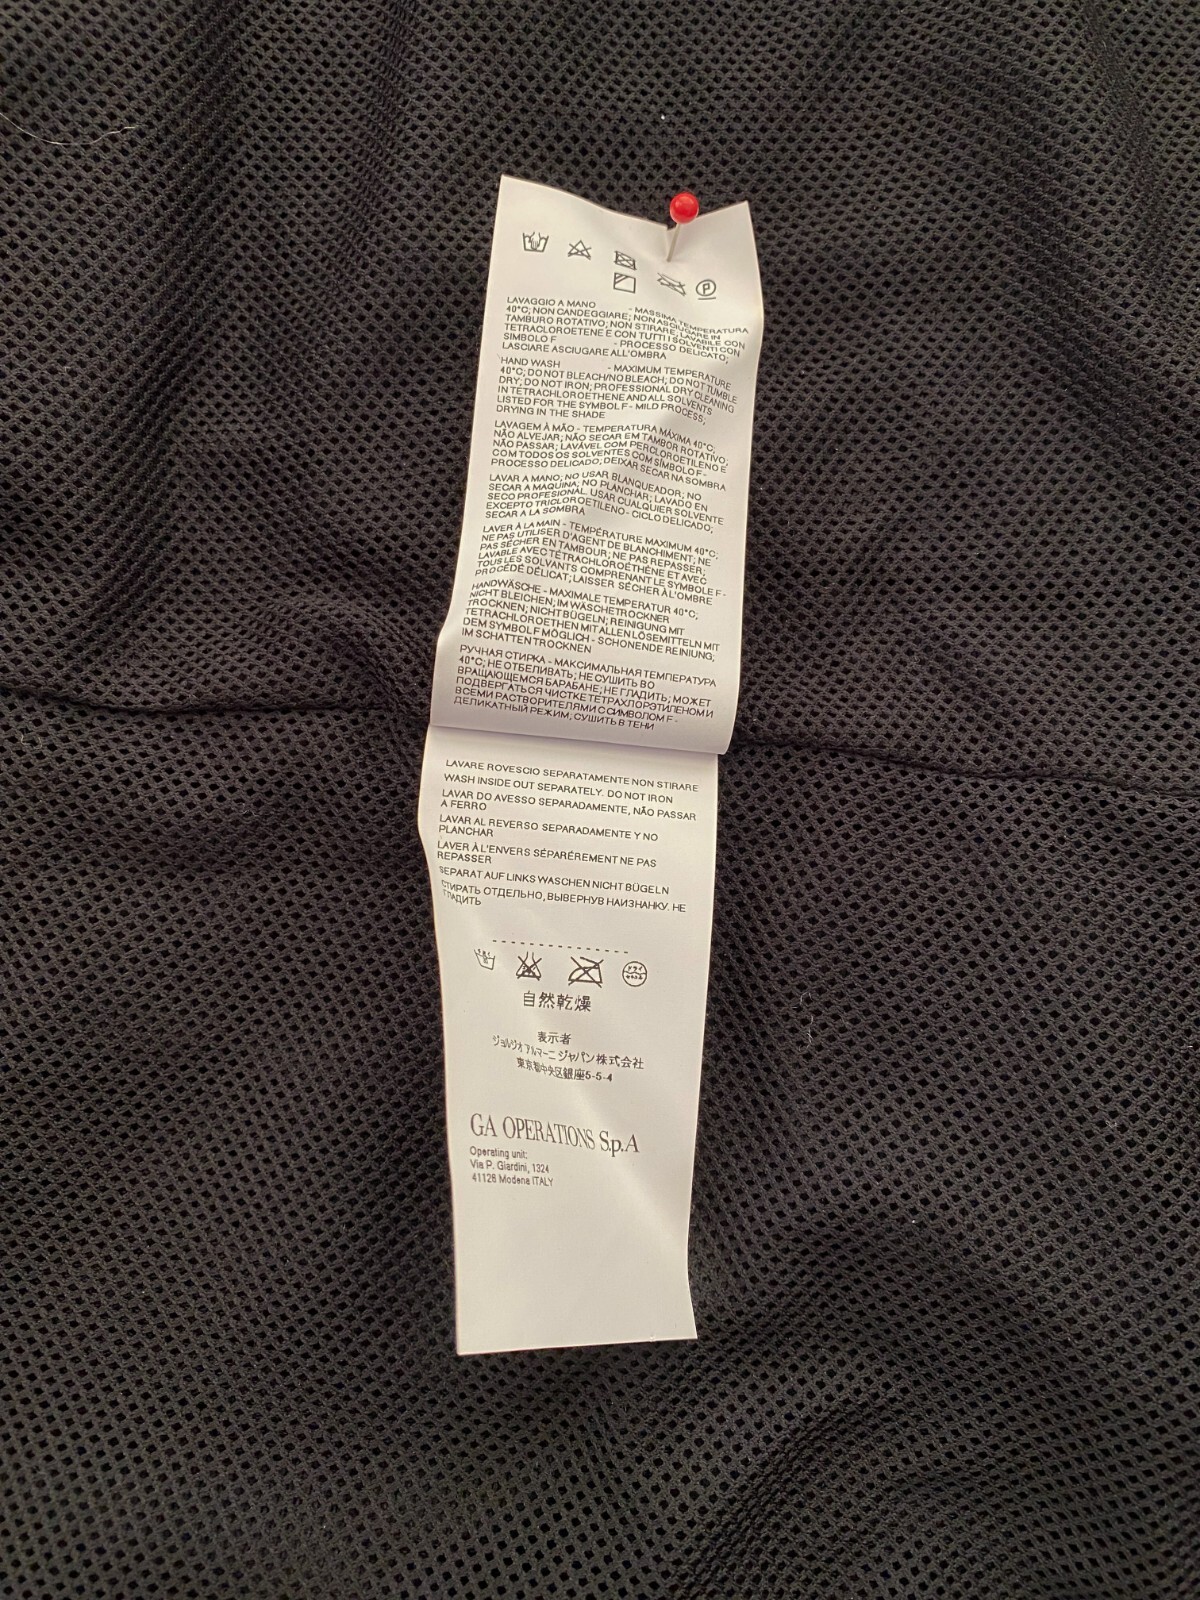 LAVAGGIO A MANO - MASSIMA TEMPERATURA
40°C; NON CANDEGGIARE; NON ASCIUGARE IN
TAMBURO ROTATIVO; NON STIRARE; LAVABILE CON
TETRACLOROETENE E CON TUTTI I SOLVENTI CON
SIMBOLO F - PROCESSO DELICATO;
LASCIARE ASCIUGARE ALL'OMBRA
HAND WASH - MAXIMUM TEMPERATURE
40°C; DO NOT BLEACH/NO BLEACH; DO NOT TUMBLE
DRY; DO NOT IRON; PROFESSIONAL DRY CLEANING
IN TETRACHLOROETHENE AND ALL SOLVENTS
LISTED FOR THE SYMBOL F - MILD PROCESS;
DRYING IN THE SHADE
LAVAGEM À MÃO - TEMPERATURA MÁXIMA 40°C;
NÃO ALVEJAR; NÃO SECAR EM TAMBOR ROTATIVO;
NÃO PASSAR; LAVÁVEL COM PERCLOROETILENO E
COM TODOS OS SOLVENTES COM SÍMBOLO F -
PROCESSO DELICADO; DEIXAR SECAR NA SOMBRA
LAVAR A MANO; NO USAR BLANQUEADOR; NO
SECAR A MAQUINA; NO PLANCHAR; LAVADO EN
SECO PROFESIONAL. USAR CUALQUIER SOLVENTE
EXCEPTO TRICLOROETILENO - CICLO DELICADO;
SECAR A LA SOMBRA
LAVER À LA MAIN - TEMPÉRATURE MAXIMUM 40°C;
NE PAS UTILISER D'AGENT DE BLANCHIMENT; NE
PAS SÉCHER EN TAMBOUR; NE PAS REPASSER;
LAVABLE AVEC TÉTRACHLOROÉTHÈNE ET AVEC
TOUS LES SOLVANTS COMPRENANT LE SYMBOLE F -
PROCÉDÉ DÉLICAT; LAISSER SÉCHER À L'OMBRE
HANDWÄSCHE - MAXIMALE TEMPERATUR 40°C;
NICHT BLEICHEN; IM WÄSCHETROCKNER
TROCKNEN; NICHT BÜGELN; REINIGUNG MIT
TETRACHLOROETHEN MIT ALLEN LÖSEMITTELN MIT
DEM SYMBOL F MÖGLICH - SCHONENDE REINIUNG;
IM SCHATTEN TROCKNEN
РУЧНАЯ СТИРКА - МАКСИМАЛЬНАЯ ТЕМПЕРАТУРА
40°C; НЕ ОТБЕЛИВАТЬ; НЕ СУШИТЬ ВО
ВРАЩАЮЩЕМСЯ БАРАБАНЕ; НЕ ГЛАДИТЬ; МОЖЕТ
ПОДВЕРГАТЬСЯ ЧИСТКЕ ТЕТРАХЛОРЭТИЛЕНОМ И
ВСЕМИ РАСТВОРИТЕЛЯМИ С СИМВОЛОМ F -
ДЕЛИКАТНЫЙ РЕЖИМ; СУШИТЬ В ТЕНИ
LAVARE ROVESCIO SEPARATAMENTE NON STIRARE
WASH INSIDE OUT SEPARATELY. DO NOT IRON
LAVAR DO AVESSO SEPARADAMENTE, NÃO PASSAR
A FERRO
LAVAR AL REVERSO SEPARADAMENTE Y NO
PLANCHAR
LAVER À L'ENVERS SÉPARÉREMENT NE PAS
REPASSER
SEPARAT AUF LINKS WASCHEN NICHT BÜGELN
СТИРАТЬ ОТДЕЛЬНО, ВЫВЕРНУВ НАИЗНАНКУ. НЕ
ГЛАДИТЬ
自然乾燥
表示者
ジョルジオ アルマーニ ジャパン株式会社
東京都中央区銀座5-5-4
GA OPERATIONS S.p.A
Operating unit:
Via P. Giardini, 1324
41126 Modena ITALY